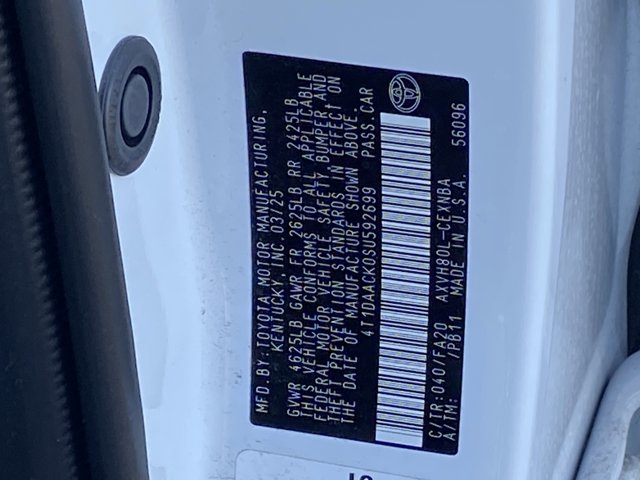 MFD.BY:TOYOTA MOTOR MANUFACTURING,
KENTUCKY, INC. 03/25
GVWR 4625LB GAWR FR 2625LB RR 2425LB
THIS VEHICLE CONFORMS TO ALL APPLICABLE
FEDERAL MOTOR VEHICLE SAFETY, BUMPER AND
THEFT PREVENTION STANDARDS IN EFFECT ON
THE DATE OF MANUFACTURE SHOWN ABOVE.
4T1DAACK0SU592699 PASS.CAR
C/TR:040/FA20 AXVH80L-CEXNBA
A/TM: /PB11 MADE IN U.S.A. 56096